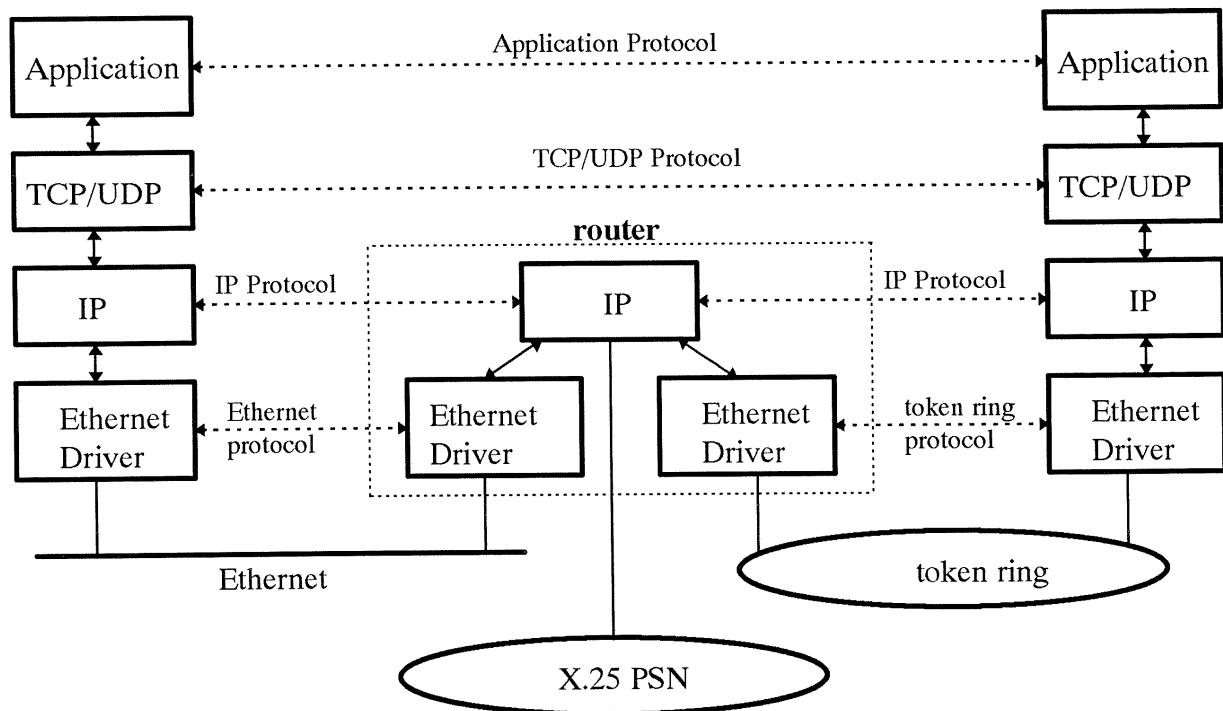 Application
Application Protocol
Application
TCP/UDP
TCP/UDP Protocol
TCP/UDP
router
IP
IP Protocol
IP
IP Protocol
IP
Ethernet
Driver
Ethernet
protocol
Ethernet
Driver
Ethernet
Driver
token ring
protocol
Ethernet
Driver
Ethernet
token ring
X.25 PSN